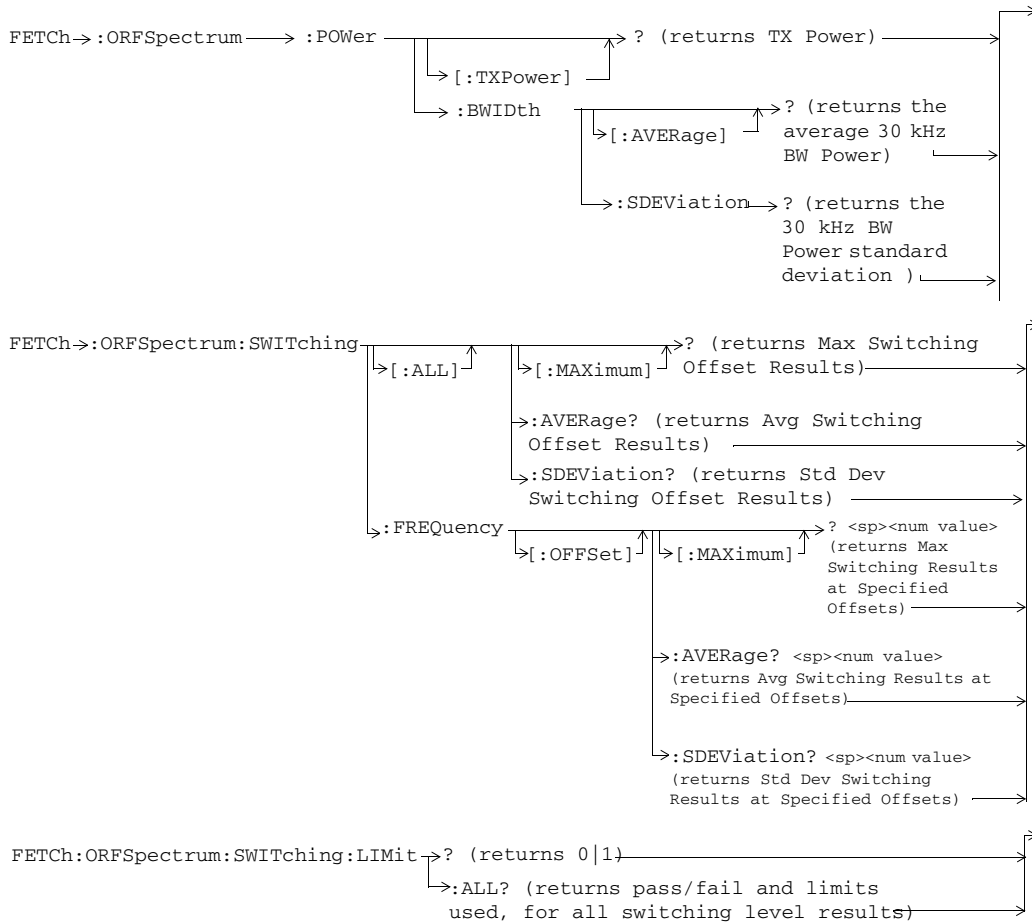 FETCh :ORFSpectrum :POWer ? (returns TX Power)
[:TXPower]
:BWIDth ? (returns the
[:AVERage] average 30 kHz
BW Power)
:SDEViation ? (returns the
30 kHz BW
Power standard
deviation )
FETCh :ORFSpectrum:SWITching ? (returns Max Switching
[:ALL] [:MAXimum] Offset Results)
:AVERage? (returns Avg Switching
Offset Results)
:SDEViation? (returns Std Dev
Switching Offset Results)
:FREQuency ? <sp><num value>
[:OFFSet] [:MAXimum] (returns Max
Switching Results
at Specified
Offsets)
:AVERage? <sp><num value>
(returns Avg Switching Results at
Specified Offsets)
:SDEViation? <sp><num value>
(returns Std Dev Switching
Results at Specified Offsets)
FETCh:ORFSpectrum:SWITching:LIMit ? (returns 0|1)
:ALL? (returns pass/fail and limits
used, for all switching level results)